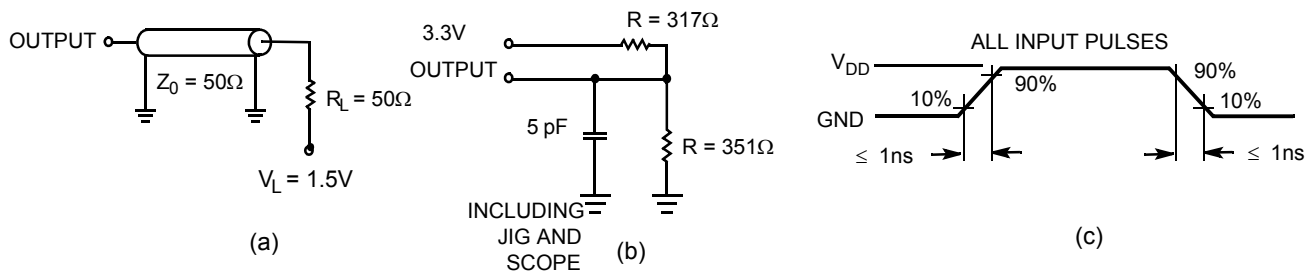 OUTPUT
Z0 = 50Ω
RL = 50Ω
VL = 1.5V
(a)
R = 317Ω
3.3V
OUTPUT
5 pF
R = 351Ω
INCLUDING
JIG AND
SCOPE
(b)
ALL INPUT PULSES
VDD
90%
90%
10%
10%
GND
≤ 1ns
≤ 1ns
(c)